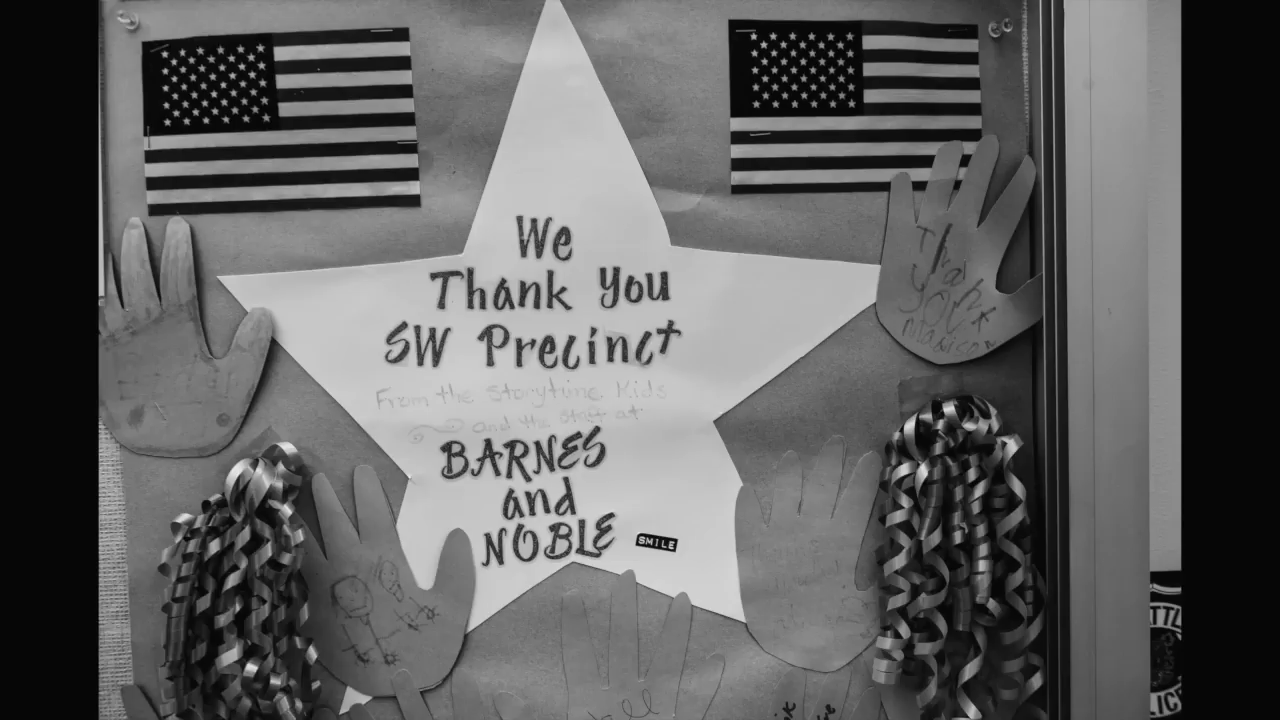 We
Thank You
SW Precinct
From the Storytime Kids
and the Staff at
BARNES
and
NOBLE
SMILE
Thank
you
Madison